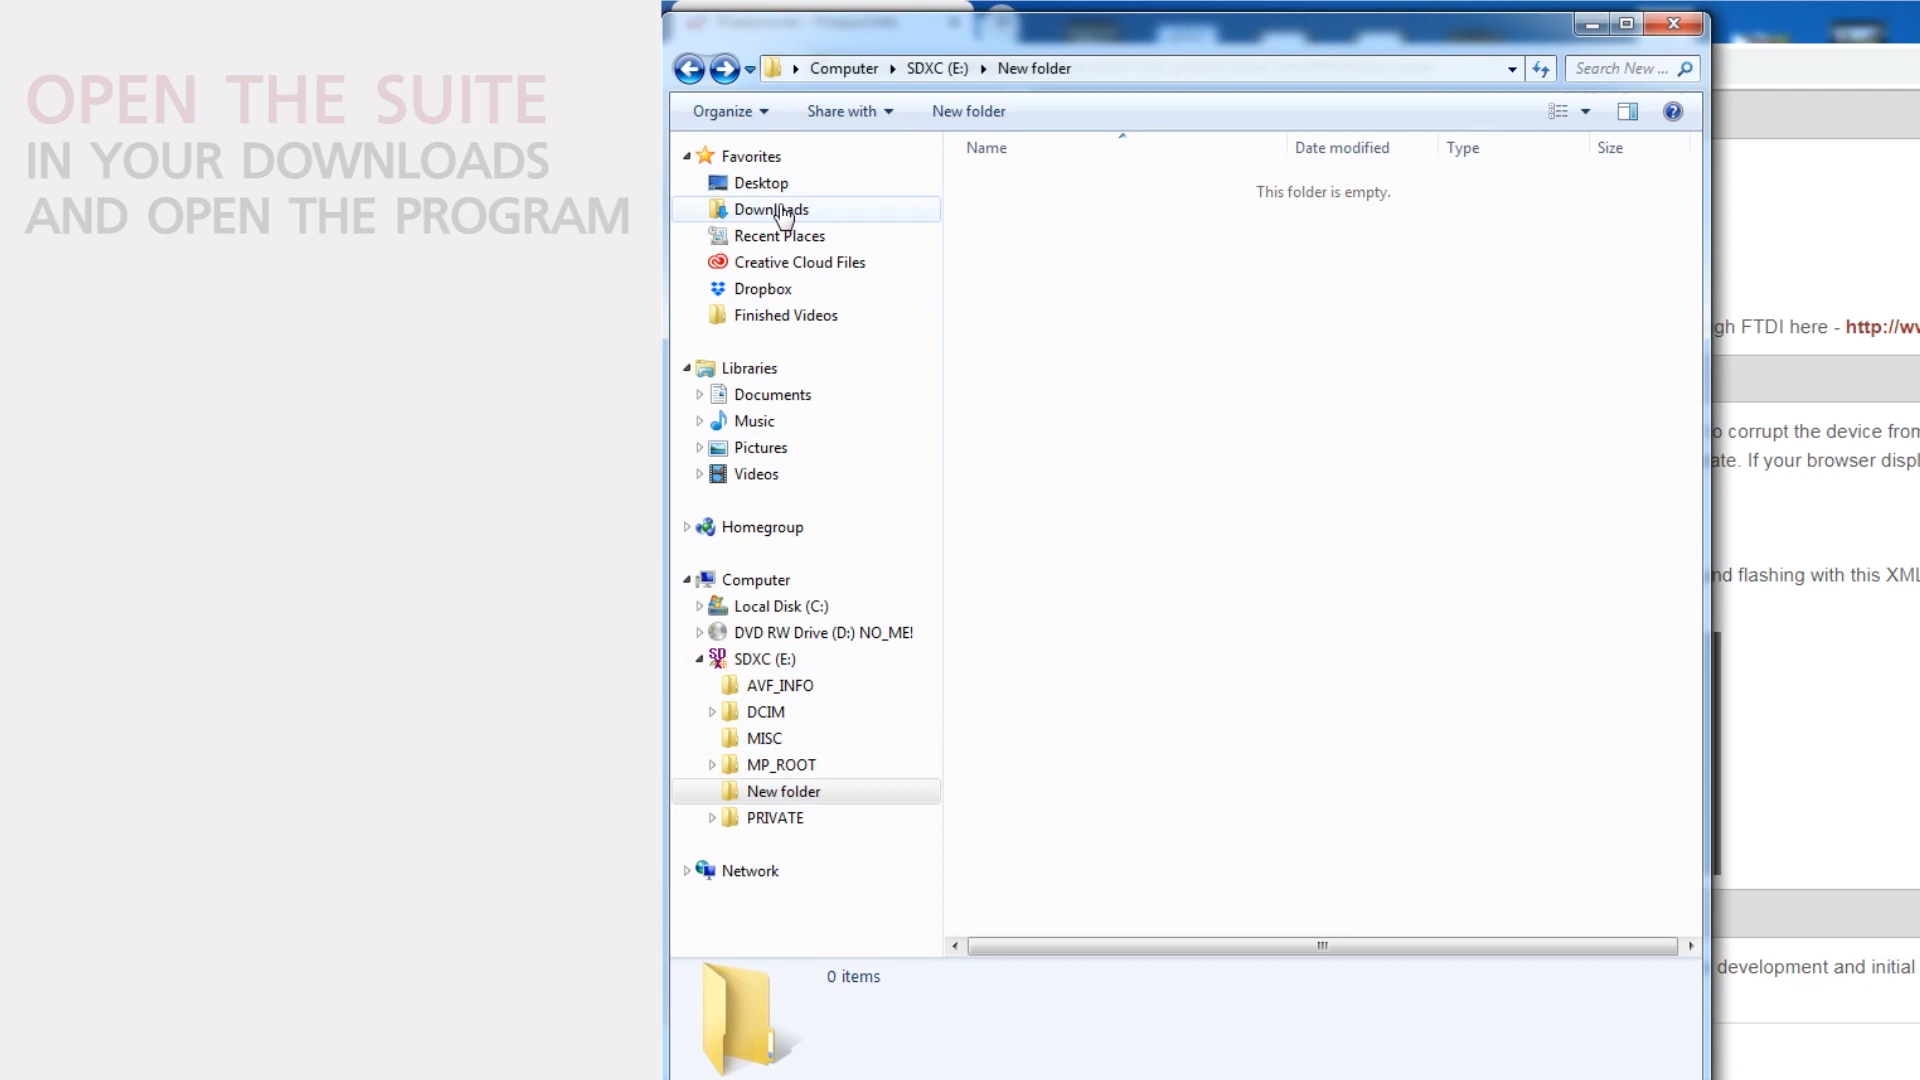 OPEN THE SUITE
IN YOUR DOWNLOADS
AND OPEN THE PROGRAM
Computer SDXC (E:) New folder
Search New ...
Organize Share with New folder
Name Date modified Type Size
This folder is empty.
Favorites
Desktop
Downloads
Recent Places
Creative Cloud Files
Dropbox
Finished Videos
Libraries
Documents
Music
Pictures
Videos
Homegroup
Computer
Local Disk (C:)
DVD RW Drive (D:) NO_ME!
SDXC (E:)
AVF_INFO
DCIM
MISC
MP_ROOT
New folder
PRIVATE
Network
0 items
gh FTDI here - http://w
o corrupt the device from
ate. If your browser displ
nd flashing with this XML
development and initial